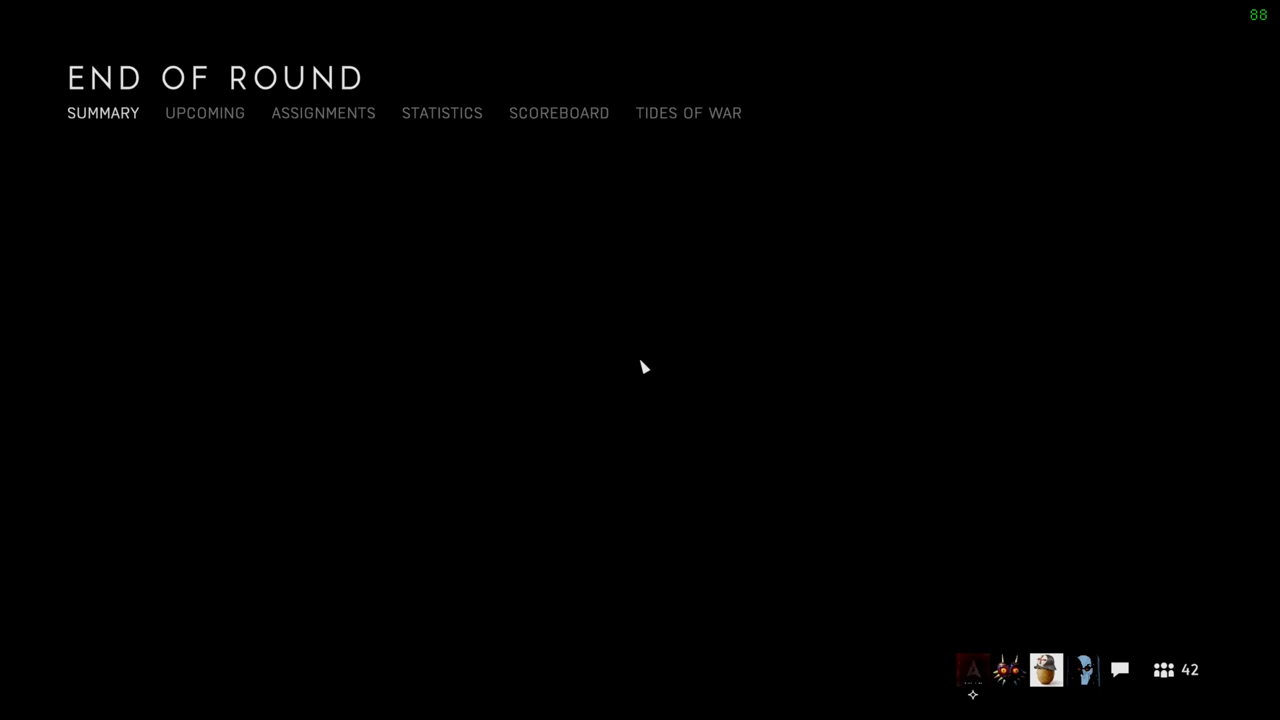 88
END OF ROUND
SUMMARY UPCOMING ASSIGNMENTS STATISTICS SCOREBOARD TIDES OF WAR
42